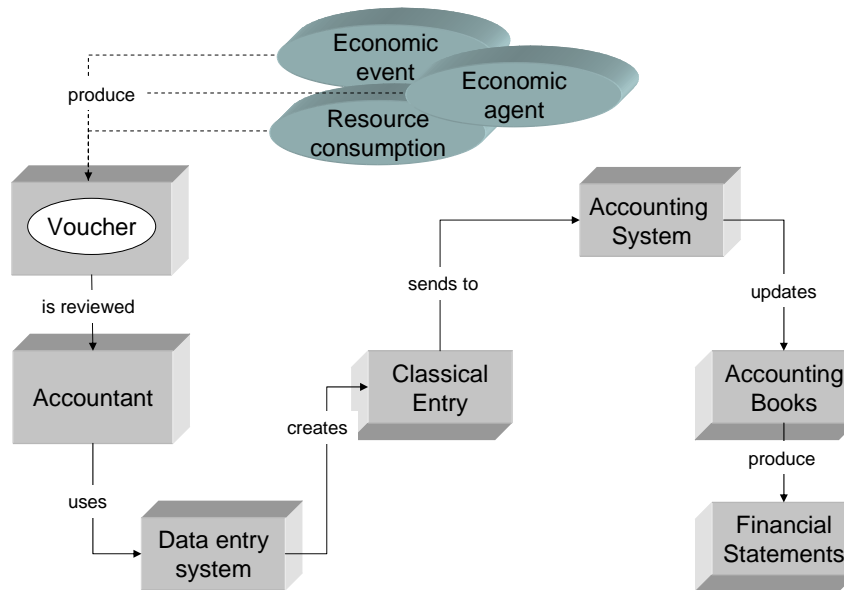 Economic
event
Economic
agent
produce
Resource
consumption
Voucher
Accounting
System
sends to
is reviewed
updates
Accountant
Classical
Entry
Accounting
Books
creates
produce
uses
Data entry
system
Financial
Statements